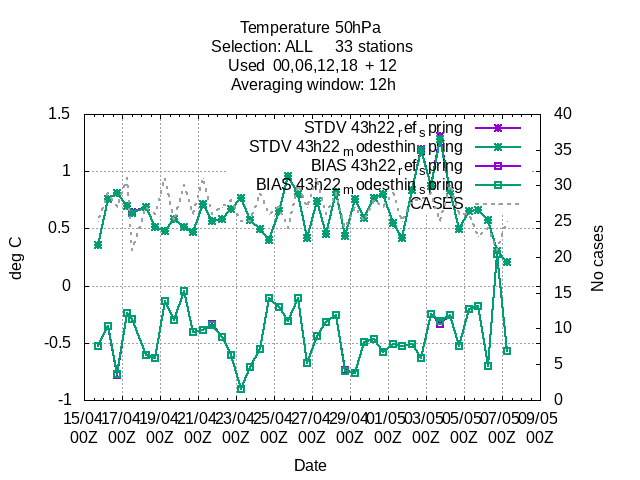 Temperature 50hPa
Selection: ALL     33 stations
Used  00,06,12,18  + 12
Averaging window: 12h
1.5
1
0.5
0
-0.5
-1
deg C
40
35
30
25
20
15
10
5
0
No cases
STDV 43h22_ref_spring
STDV 43h22_modesthin_spring
BIAS 43h22_ref_spring
BIAS 43h22_modesthin_spring
CASES
15/04 17/04 19/04 21/04 23/04 25/04 27/04 29/04 01/05 03/05 05/05 07/05 09/05
00Z 00Z 00Z 00Z 00Z 00Z 00Z 00Z 00Z 00Z 00Z 00Z 00Z
Date